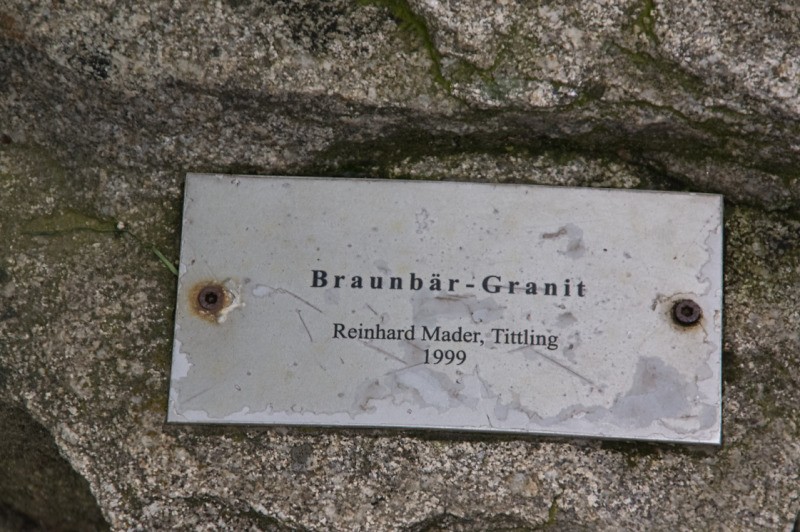 Braunbär-Granit
Reinhard Mader, Tittling
1999